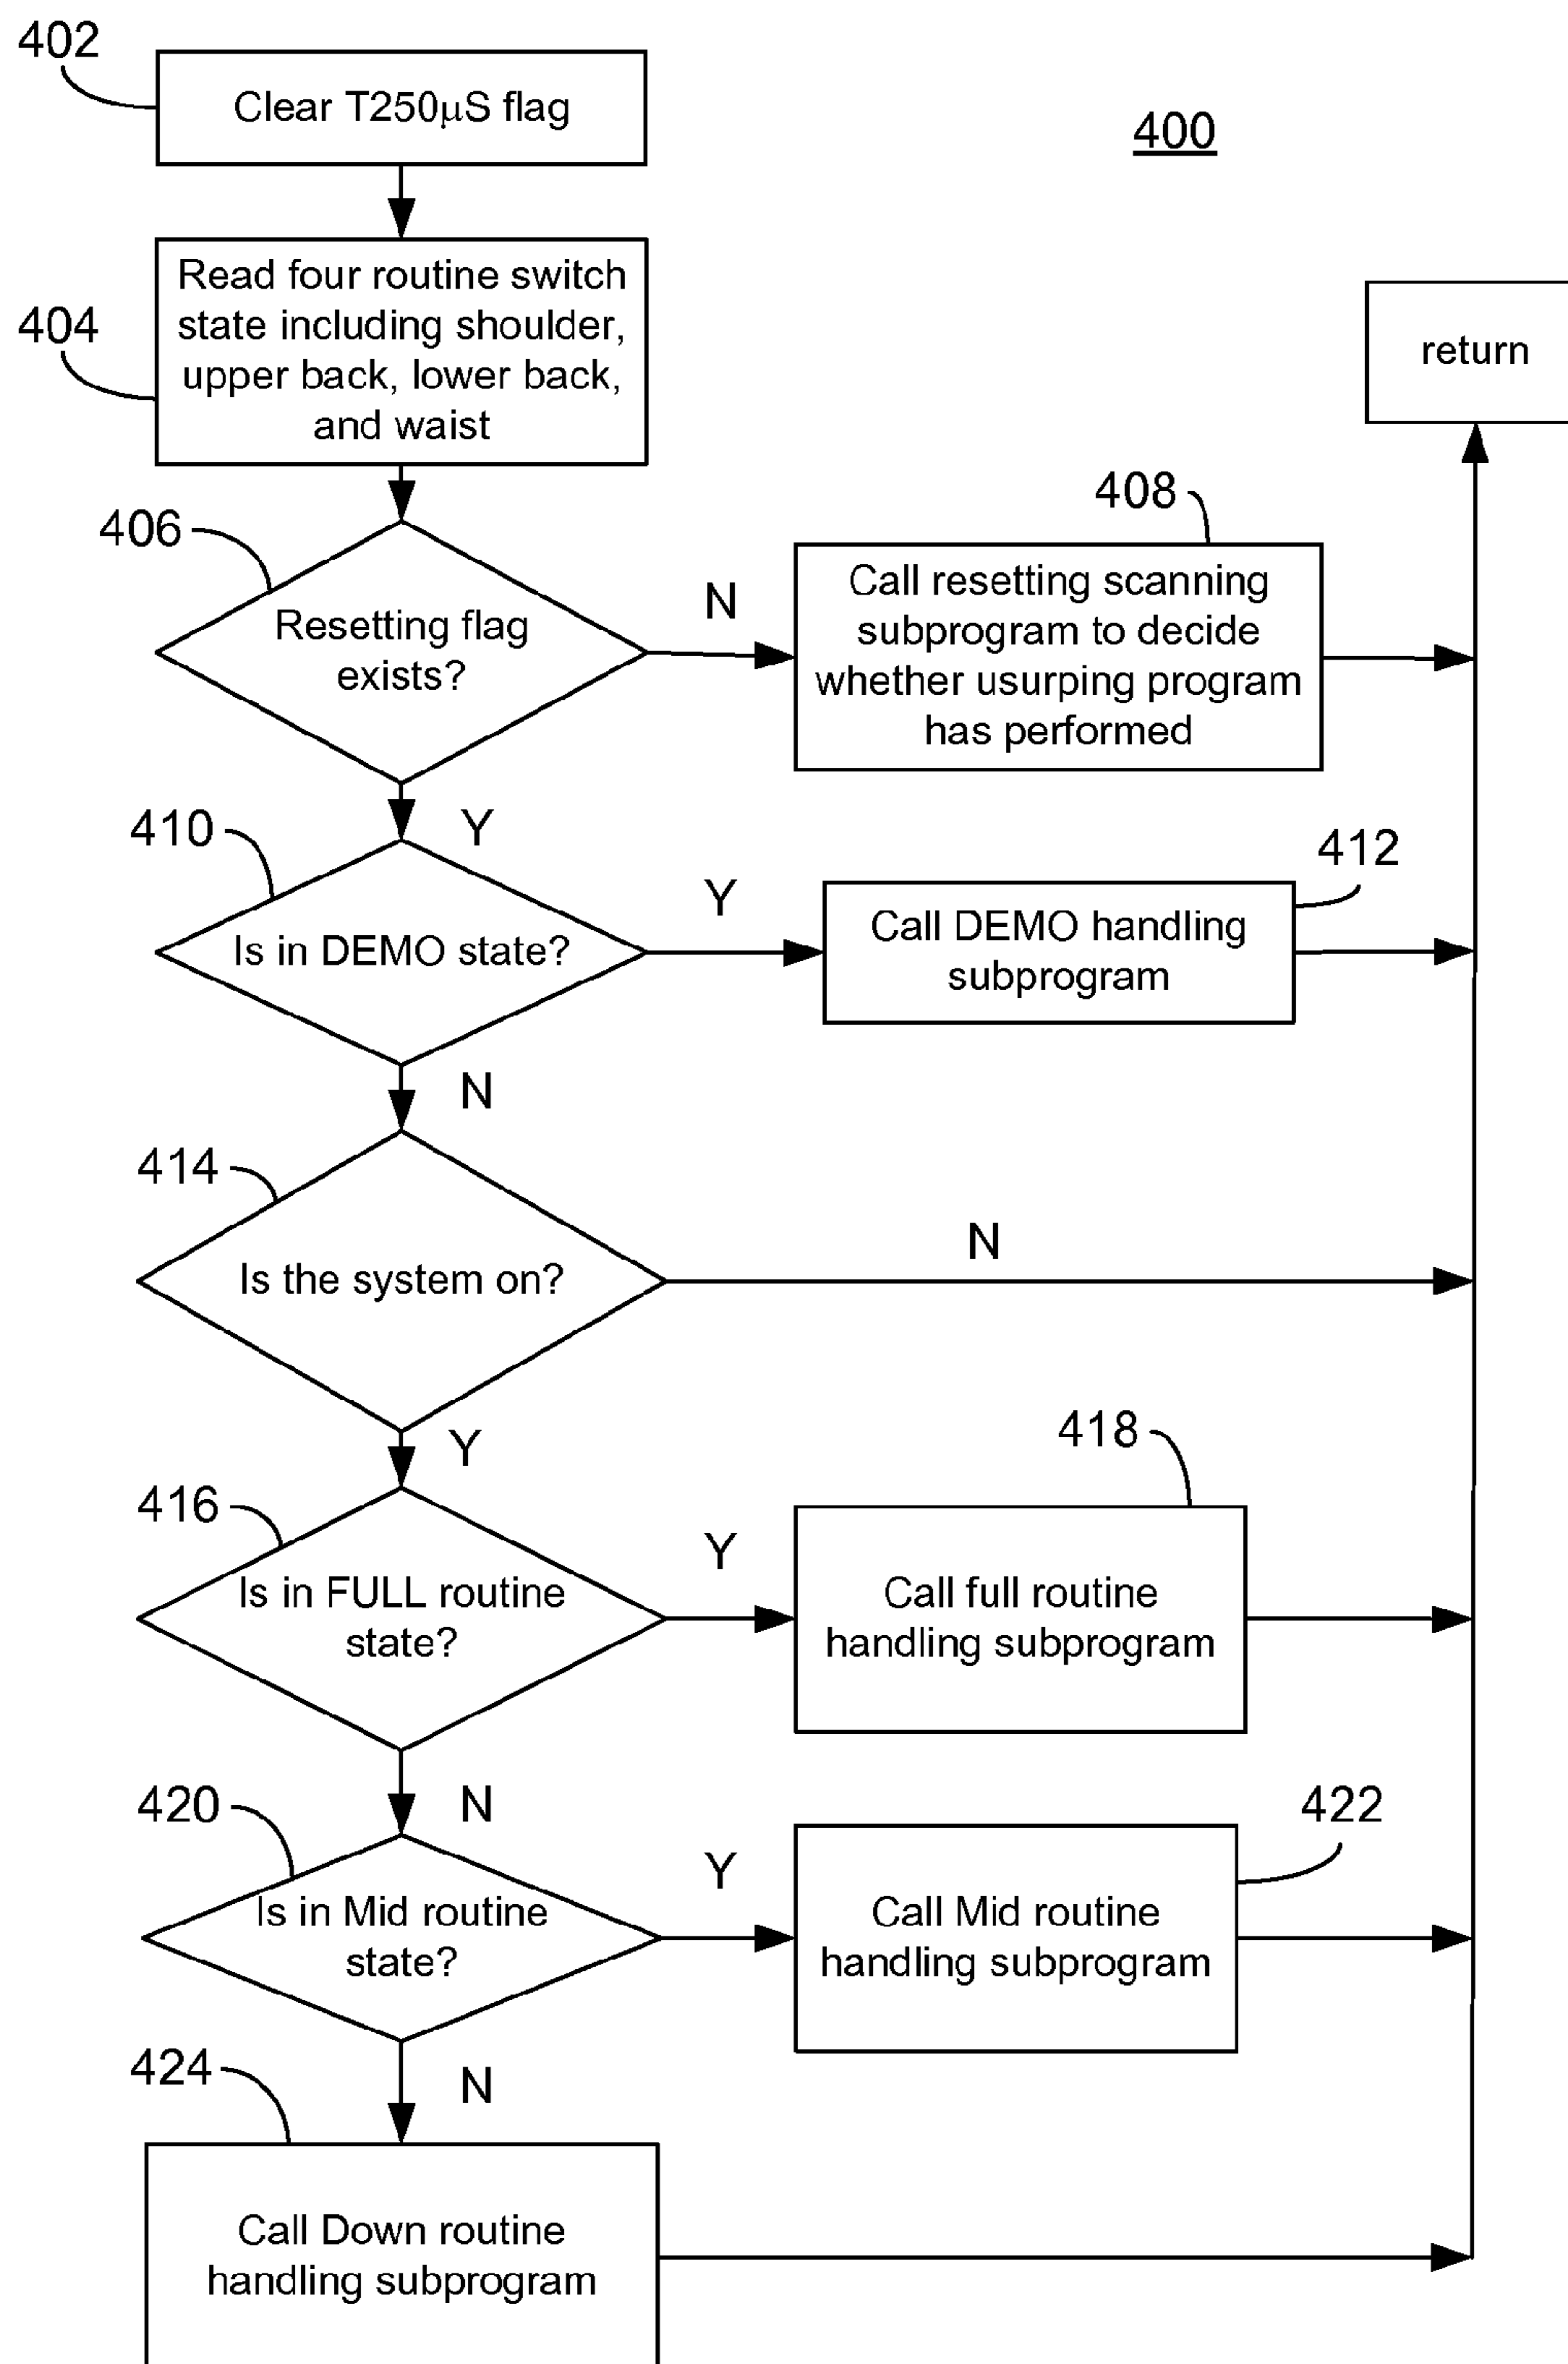 402
Clear T250μS flag
400
404
Read four routine switch
state including shoulder,
upper back, lower back,
and waist
return
406
Resetting flag
exists?
N
408
Call resetting scanning
subprogram to decide
whether usurping program
has performed
Y
410
Is in DEMO state?
Y
412
Call DEMO handling
subprogram
N
414
Is the system on?
N
Y
416
Is in FULL routine
state?
Y
418
Call full routine
handling subprogram
N
420
Is in Mid routine
state?
Y
422
Call Mid routine
handling subprogram
N
424
Call Down routine
handling subprogram